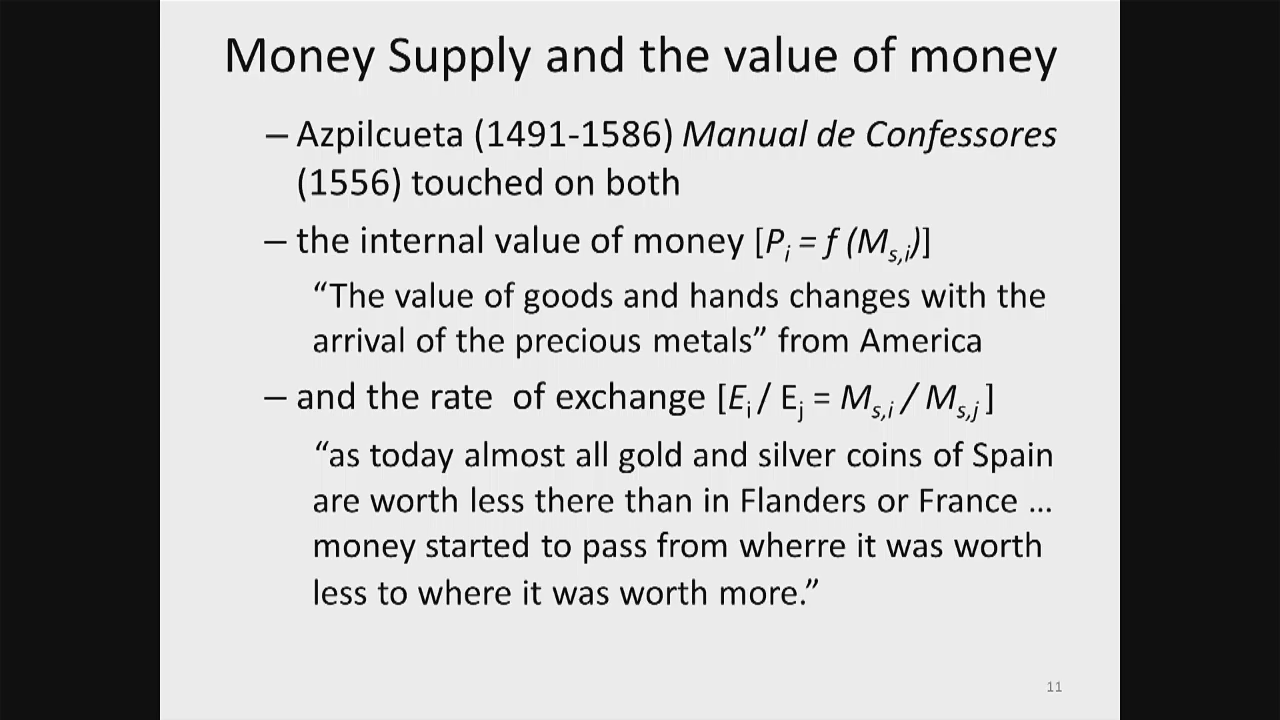 Money Supply and the value of money
– Azpilcueta (1491-1586) Manual de Confessores
(1556) touched on both
– the internal value of money [Pi = f (Ms,i)]
“The value of goods and hands changes with the
arrival of the precious metals” from America
– and the rate of exchange [Ei / Ej = Ms,i / Ms,j ]
“as today almost all gold and silver coins of Spain
are worth less there than in Flanders or France ...
money started to pass from wherre it was worth
less to where it was worth more.”
11